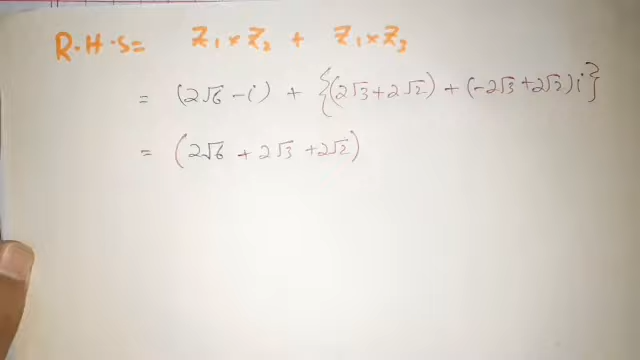 R.H.S = Z₁ × Z₂ + Z₁ × Z₃
= (2√6 - i) + {(2√3 + 2√2) + (-2√3 + 2√2) i}
= (2√6 + 2√3 + 2√2)